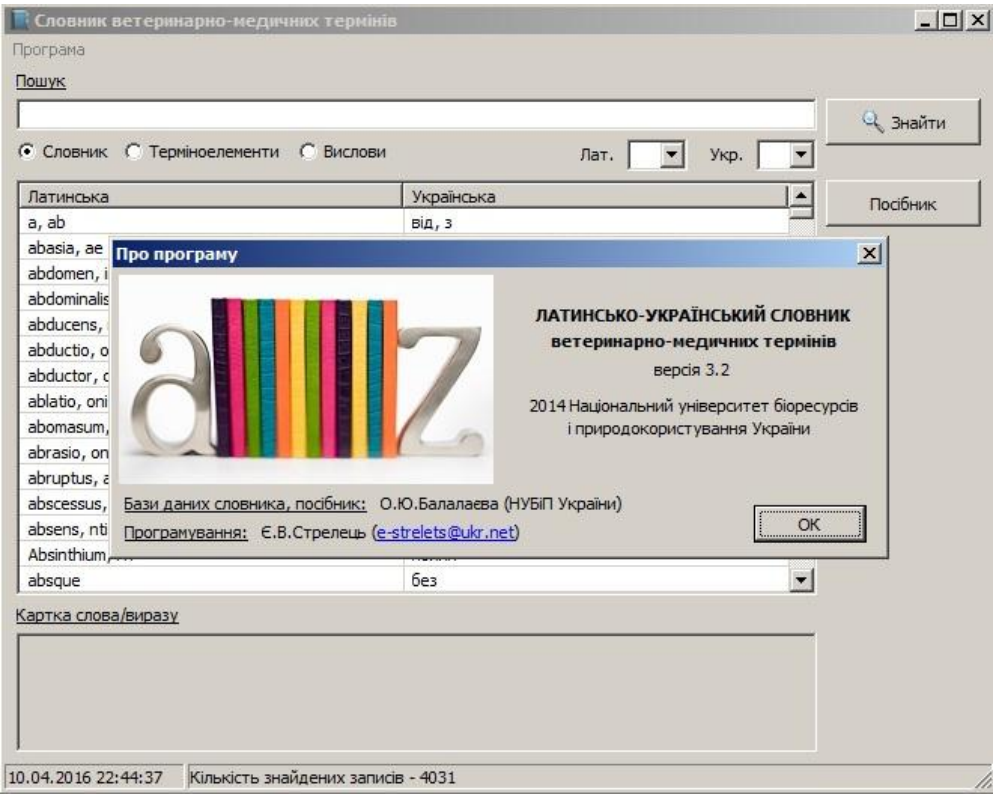 Словник ветеринарно-медичних термінів
Програма
Пошук
Знайти
Словник Терміноелементи Вислови Лат. Укр.
Посібник
Латинська Українська
a, ab від, з
abasia, ae
abdomen, i
abdominalis
abducens,
abductio, o
abductor, o
ablatio, oni
abomasum,
abrasio, on
abruptus, a
abscessus,
absens, nti
Absinthium,
absque без
Про програму
a z
ЛАТИНСЬКО-УКРАЇНСЬКИЙ СЛОВНИК
ветеринарно-медичних термінів
версія 3.2
2014 Національний університет біоресурсів
і природокористування України
Бази даних словника, посібник: О.Ю.Балалаєва (НУБіП України)
Програмування: Є.В.Стрелець (e-strelets@ukr.net)
OK
Картка слова/виразу
10.04.2016 22:44:37 Кількість знайдених записів - 4031